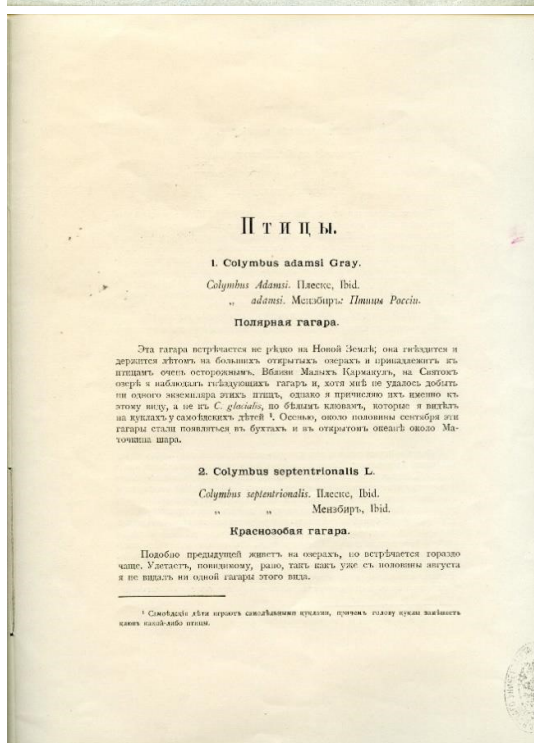 Птицы.
1. Colymbus adamsi Gray.
Colymbus Adamsi. Плеске, Ibid.
„ adamsi. Мензбиръ: Птицы Россіи.
Полярная гагара.
Эта гагара встрѣчается не рѣдко на Новой Землѣ; она гнѣздится и
держится лѣтомъ на большихъ открытыхъ озерахъ и принадлежитъ къ
птицамъ очень осторожнымъ. Вблизи Малыхъ Кармакулъ, на Святомъ
озерѣ я наблюдалъ гнѣздующихъ гагаръ и, хотя мнѣ не удалось добыть
ни одного экземпляра этихъ птицъ, однако я причисляю ихъ именно къ
этому виду, а не къ C. glacialis, по бѣлымъ клювамъ, которые я видѣлъ
на куклахъ у самоѣдскихъ дѣтей ¹. Осенью, около половины сентября эти
гагары стали появляться въ бухтахъ и въ открытомъ океанѣ около Ма-
точкина шара.
2. Colymbus septentrionalis L.
Colymbus septentrionalis. Плеске, Ibid.
„ „ Мензбиръ, Ibid.
Краснозобая гагара.
Подобно предыдущей живетъ на озерахъ, но встрѣчается гораздо
чаще. Улетаетъ, повидимому, рано, такъ какъ уже съ половины августа
я не видалъ ни одной гагары этого вида.
¹ Самоѣдскія дѣти играютъ самодѣльными куклами, причемъ голову куклы замѣняетъ
клювъ какой-либо птицы.